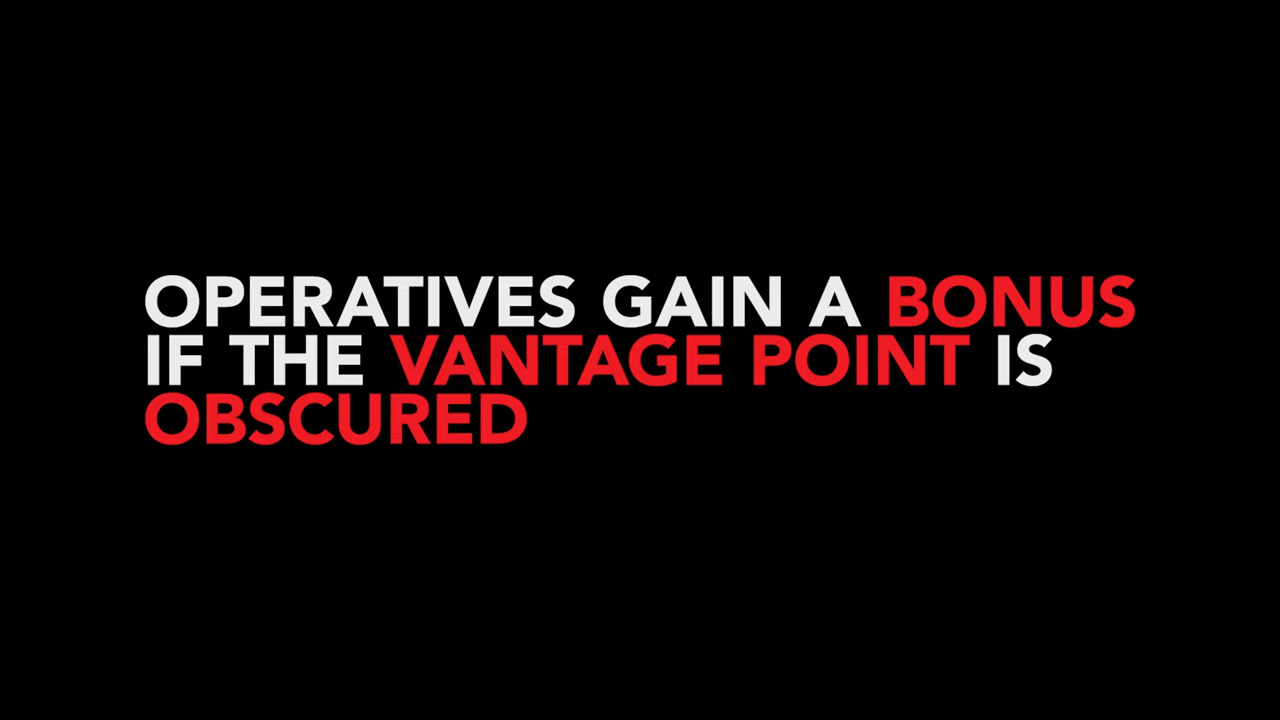 OPERATIVES GAIN A BONUS
IF THE VANTAGE POINT IS
OBSCURED